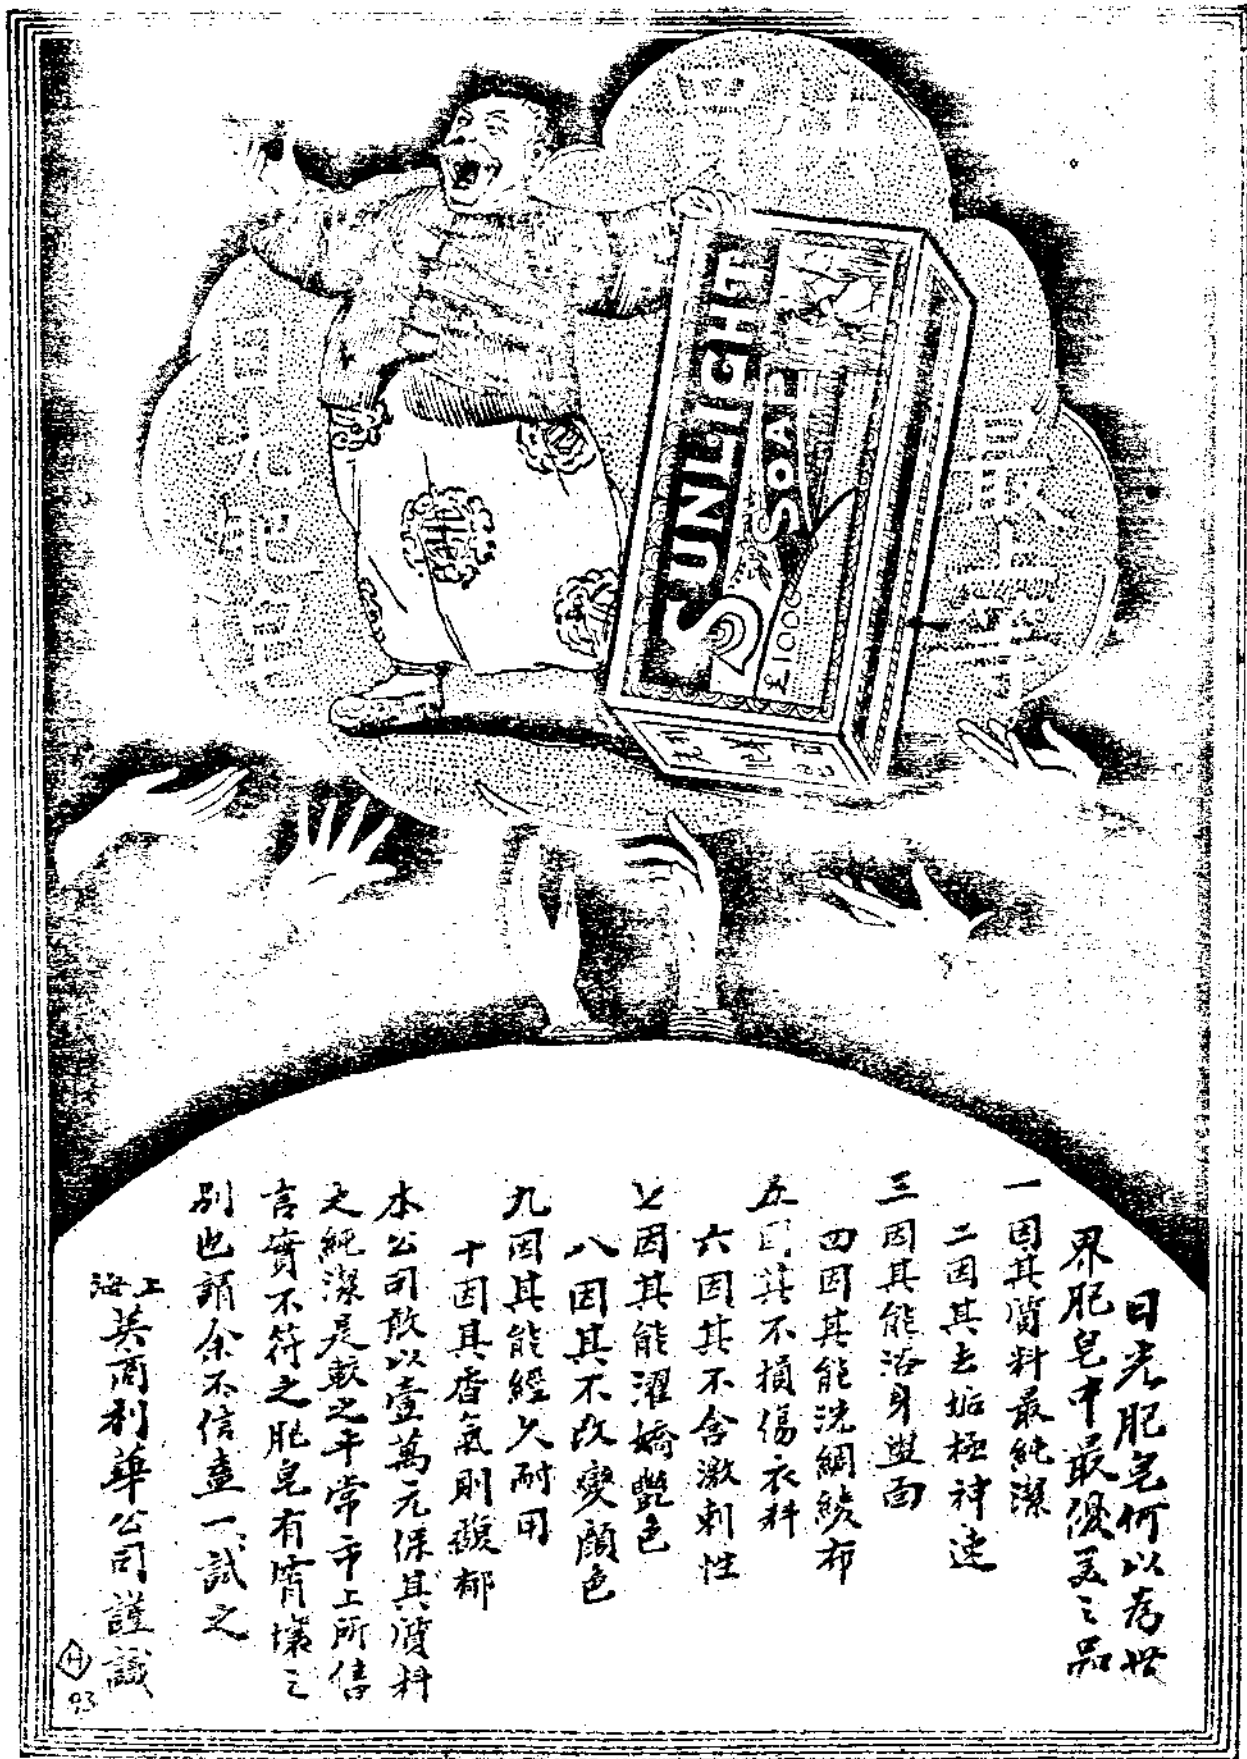 最上等
日光肥皂
SUNLIGHT
SOAP
£1000
日光肥皂何以為世
界肥皂中最優美之品
一因其質料最純潔
二因其去垢極神速
三因其能浴身與面
四因其能洗綢綾布
五因其不損傷衣料
六因其不含激刺性
七因其能濯嬌艷色
八因其不改變顏色
九因其能經久耐用
十因其香氣則馥郁
本公司敢以壹萬元保其質料
之純潔是較之平常市上所售
言實不符之肥皂有霄壤之
別也請余不信盍一試之
上海英商利華公司謹識
H
93